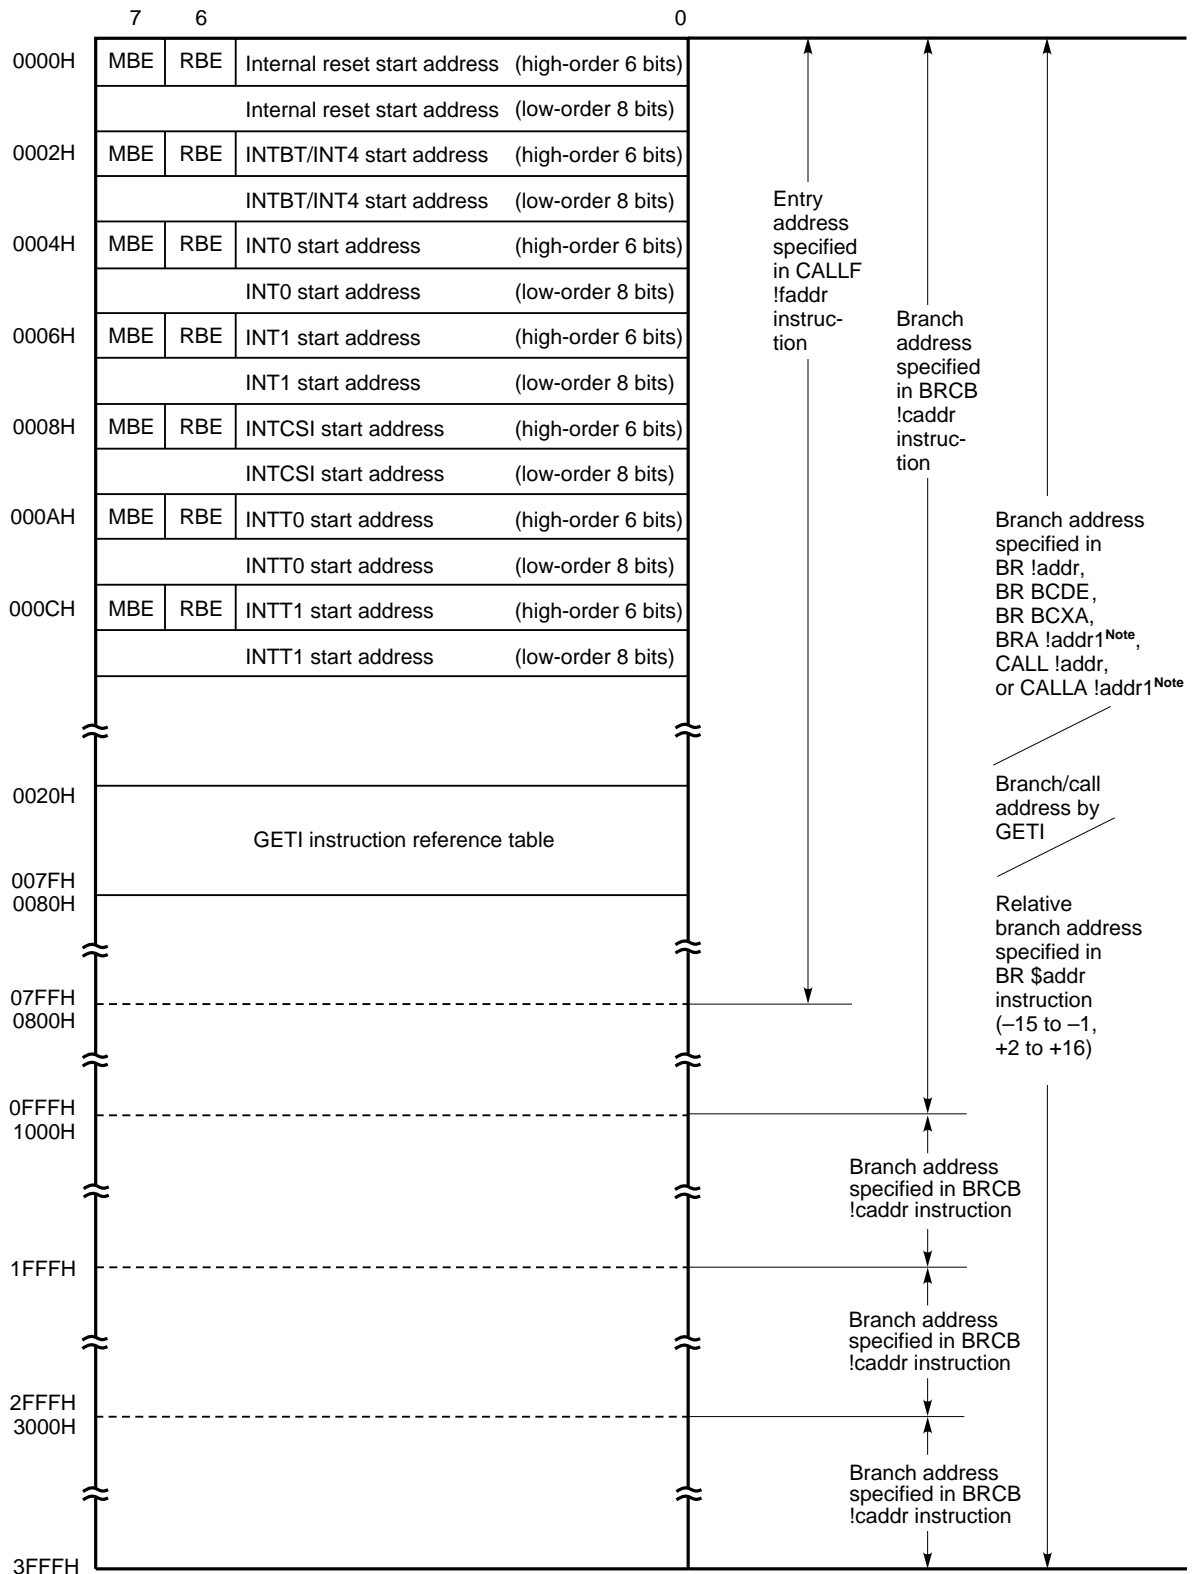 7 6 0
0000H MBE RBE Internal reset start address (high-order 6 bits)
Internal reset start address (low-order 8 bits)
0002H MBE RBE INTBT/INT4 start address (high-order 6 bits)
INTBT/INT4 start address (low-order 8 bits)
0004H MBE RBE INT0 start address (high-order 6 bits)
INT0 start address (low-order 8 bits)
0006H MBE RBE INT1 start address (high-order 6 bits)
INT1 start address (low-order 8 bits)
0008H MBE RBE INTCSI start address (high-order 6 bits)
INTCSI start address (low-order 8 bits)
000AH MBE RBE INTT0 start address (high-order 6 bits)
INTT0 start address (low-order 8 bits)
000CH MBE RBE INTT1 start address (high-order 6 bits)
INTT1 start address (low-order 8 bits)
0020H
GETI instruction reference table
007FH
0080H
07FFH
0800H
0FFFH
1000H
1FFFH
2FFFH
3000H
3FFFH
Entry
address
specified
in CALLF
!faddr
instruc-
tion
Branch
address
specified
in BRCB
!caddr
instruc-
tion
Branch address
specified in
BR !addr,
BR BCDE,
BR BCXA,
BRA !addr1Note,
CALL !addr,
or CALLA !addr1Note
Branch/call
address by
GETI
Relative
branch address
specified in
BR $addr
instruction
(–15 to –1,
+2 to +16)
Branch address
specified in BRCB
!caddr instruction
Branch address
specified in BRCB
!caddr instruction
Branch address
specified in BRCB
!caddr instruction